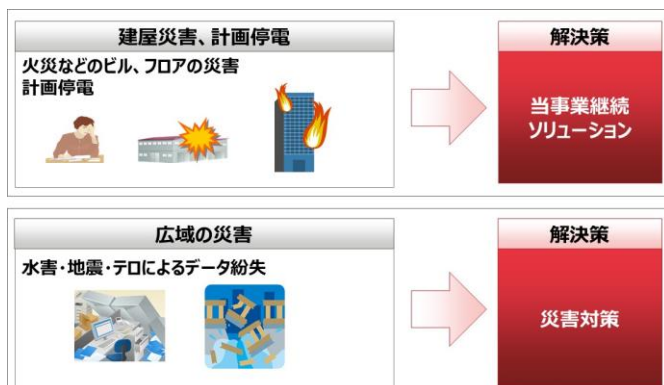 建屋災害、計画停電
火災などのビル、フロアの災害
計画停電
解決策
当事業継続
ソリューション
広域の災害
水害・地震・テロによるデータ紛失
解決策
災害対策